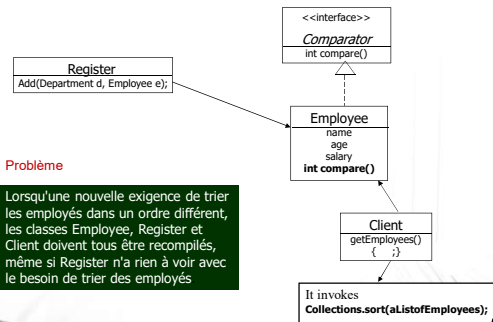 <<interface>>
Comparator
int compare()
Register
Add(Department d, Employee e);
Employee
name
age
salary
int compare()
Problème
Lorsqu'une nouvelle exigence de trier
les employés dans un ordre différent,
les classes Employee, Register et
Client doivent tous être recompilés,
même si Register n'a rien à voir avec
le besoin de trier des employés
Client
getEmployees()
{ ;}
It invokes
Collections.sort(aListofEmployees);